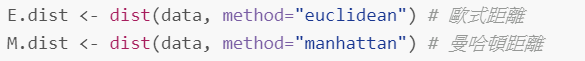 E.dist <- dist(data, method="euclidean") # 歐式距離
M.dist <- dist(data, method="manhattan") # 曼哈頓距離